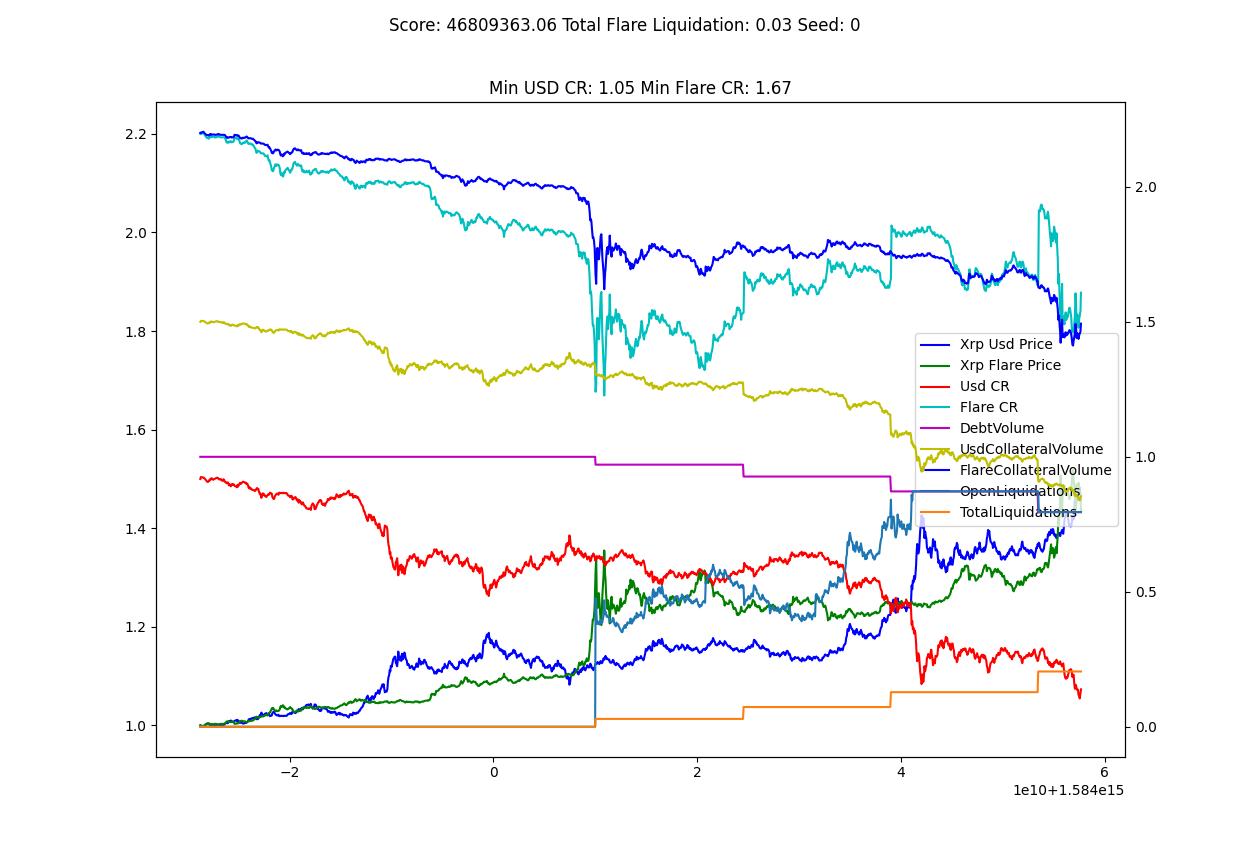 Score: 46809363.06 Total Flare Liquidation: 0.03 Seed: 0
Min USD CR: 1.05 Min Flare CR: 1.67
2.2
2.0
1.8
1.6
1.4
1.2
1.0
2.0
1.5
1.0
0.5
0.0
Xrp Usd Price
Xrp Flare Price
Usd CR
Flare CR
DebtVolume
UsdCollateralVolume
FlareCollateralVolume
OpenLiquidations
TotalLiquidations
−2
0
2
4
6
1e10+1.584e15